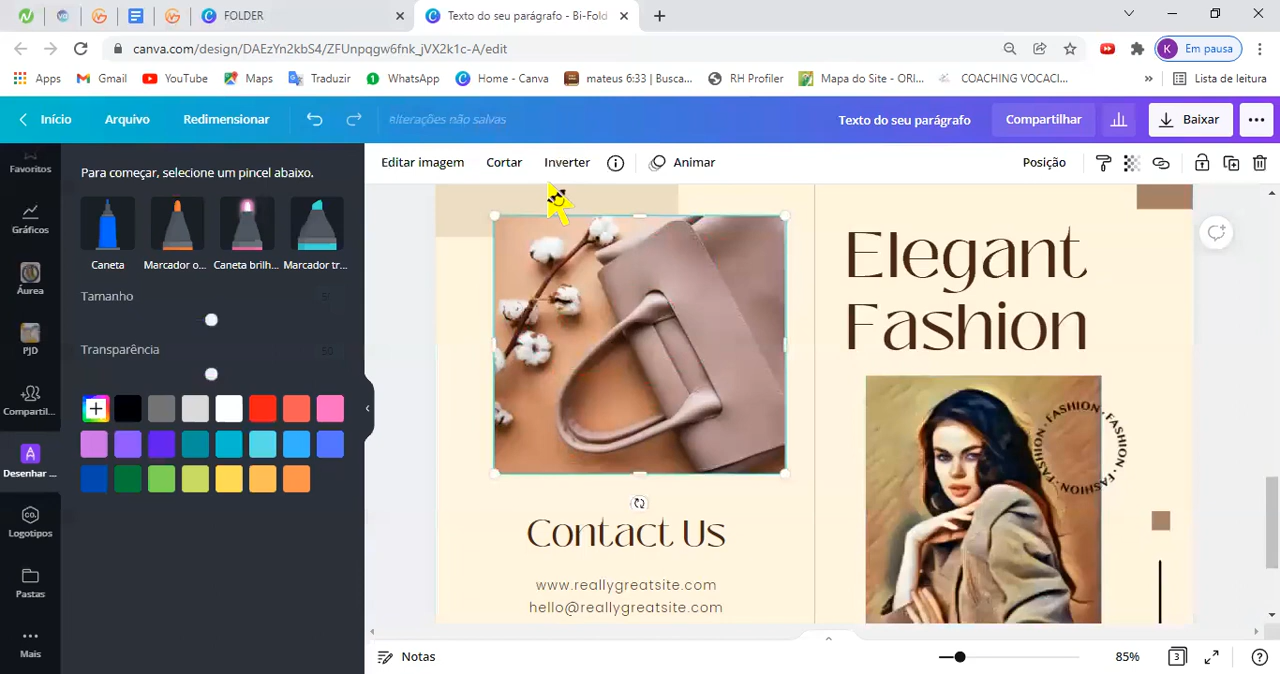 FOLDER
Texto do seu parágrafo - Bi-Fold
canva.com/design/DAEzYn2kbS4/ZFUnpqgw6fnk_jVX2k1c-A/edit
K Em pausa
Apps Gmail YouTube Maps Traduzir WhatsApp Home - Canva mateus 6:33 | Busca... RH Profiler Mapa do Site - ORI... COACHING VOCACI... » Lista de leitura
Início Arquivo Redimensionar Alterações não salvas Texto do seu parágrafo Compartilhar Baixar
Favoritos
Gráficos
Áurea
PJD
Compartil...
Desenhar ...
Logotipos
CO.
Pastas
Mais
Para começar, selecione um pincel abaixo.
Caneta Marcador o... Caneta brilh... Marcador tr...
Tamanho
Transparência 50
Editar imagem Cortar Inverter Animar Posição
Elegant
Fashion
FASHION · FASHION · FASHION · FASHION ·
Contact Us
www.reallygreatsite.com
hello@reallygreatsite.com
Notas 85% 3